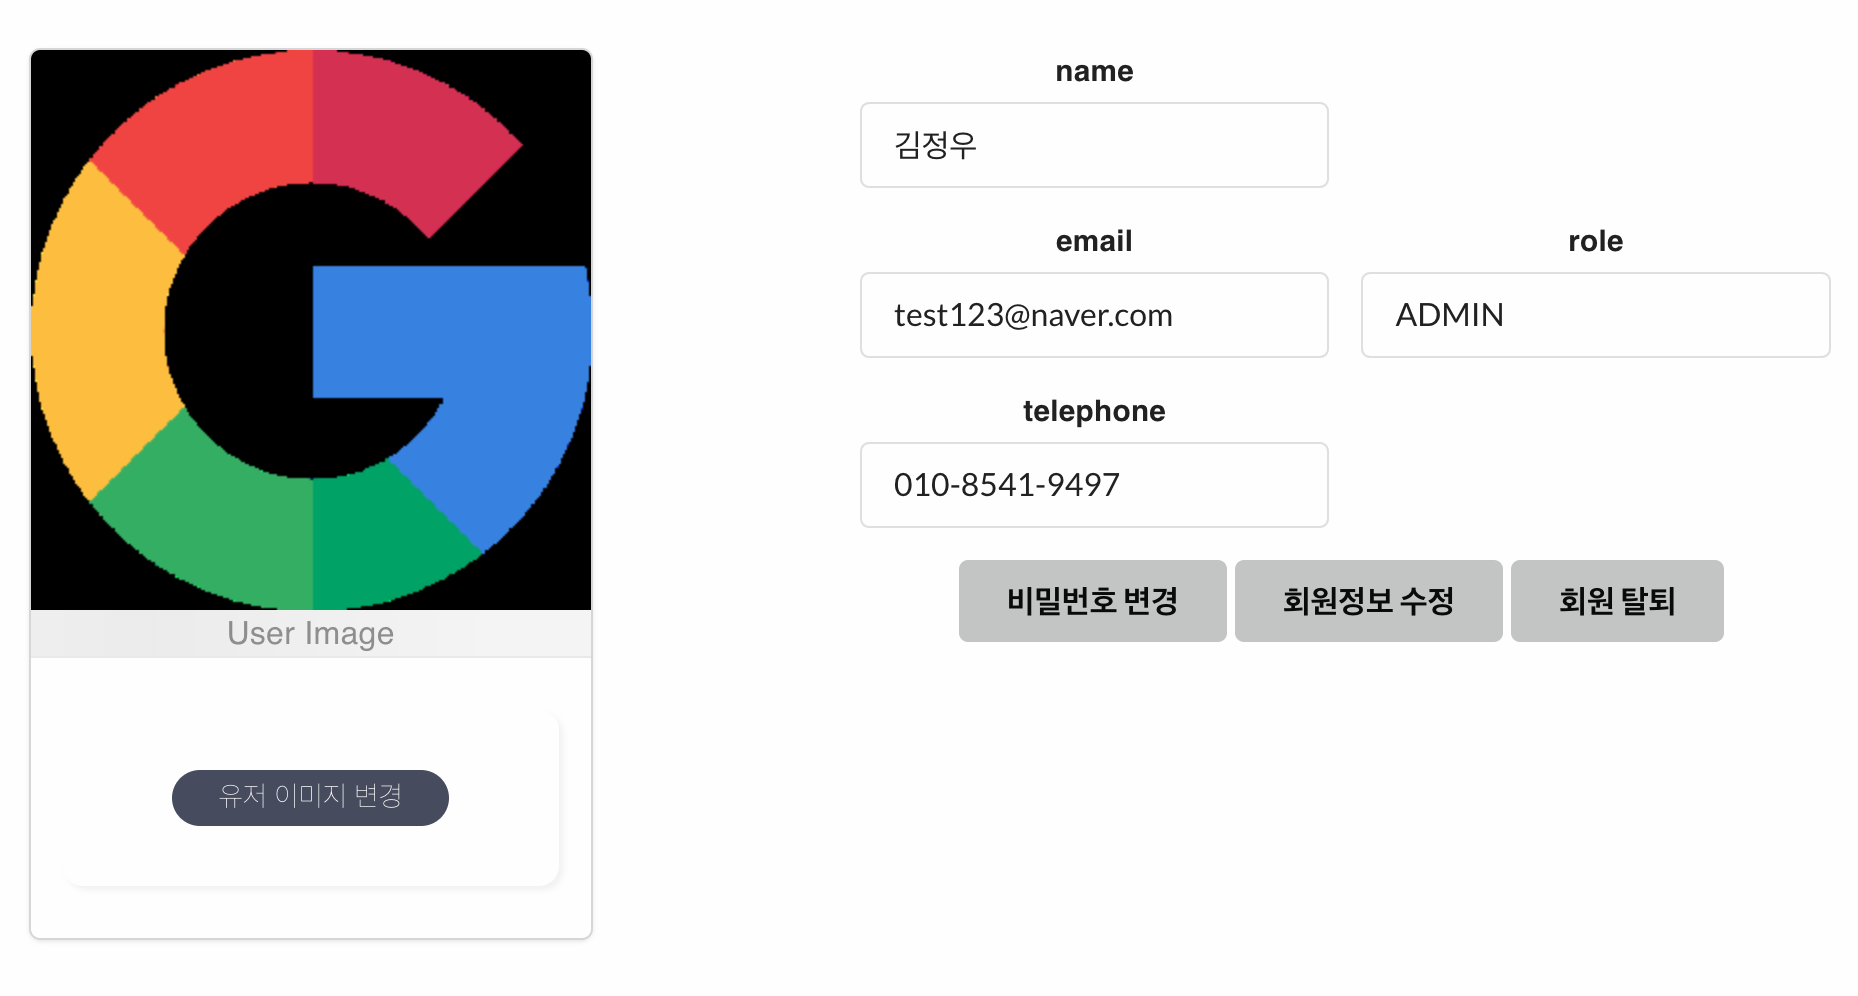 User Image
유저 이미지 변경
name
김정우
email
role
test123@naver.com
ADMIN
telephone
010-8541-9497
비밀번호 변경
회원정보 수정
회원 탈퇴